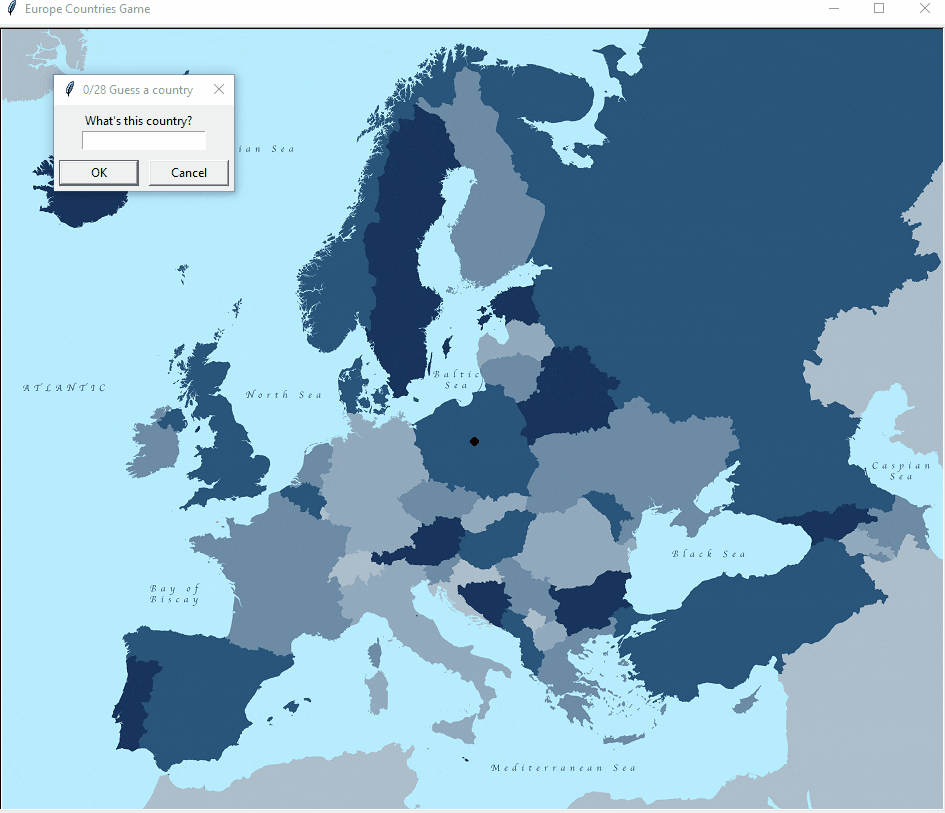 Europe Countries Game
0/28 Guess a country
What's this country?
OK
Cancel
ian Sea
ATLANTIC
North Sea
Baltic
Sea
Caspian
Sea
Black Sea
Bay of
Biscay
Mediterranean Sea